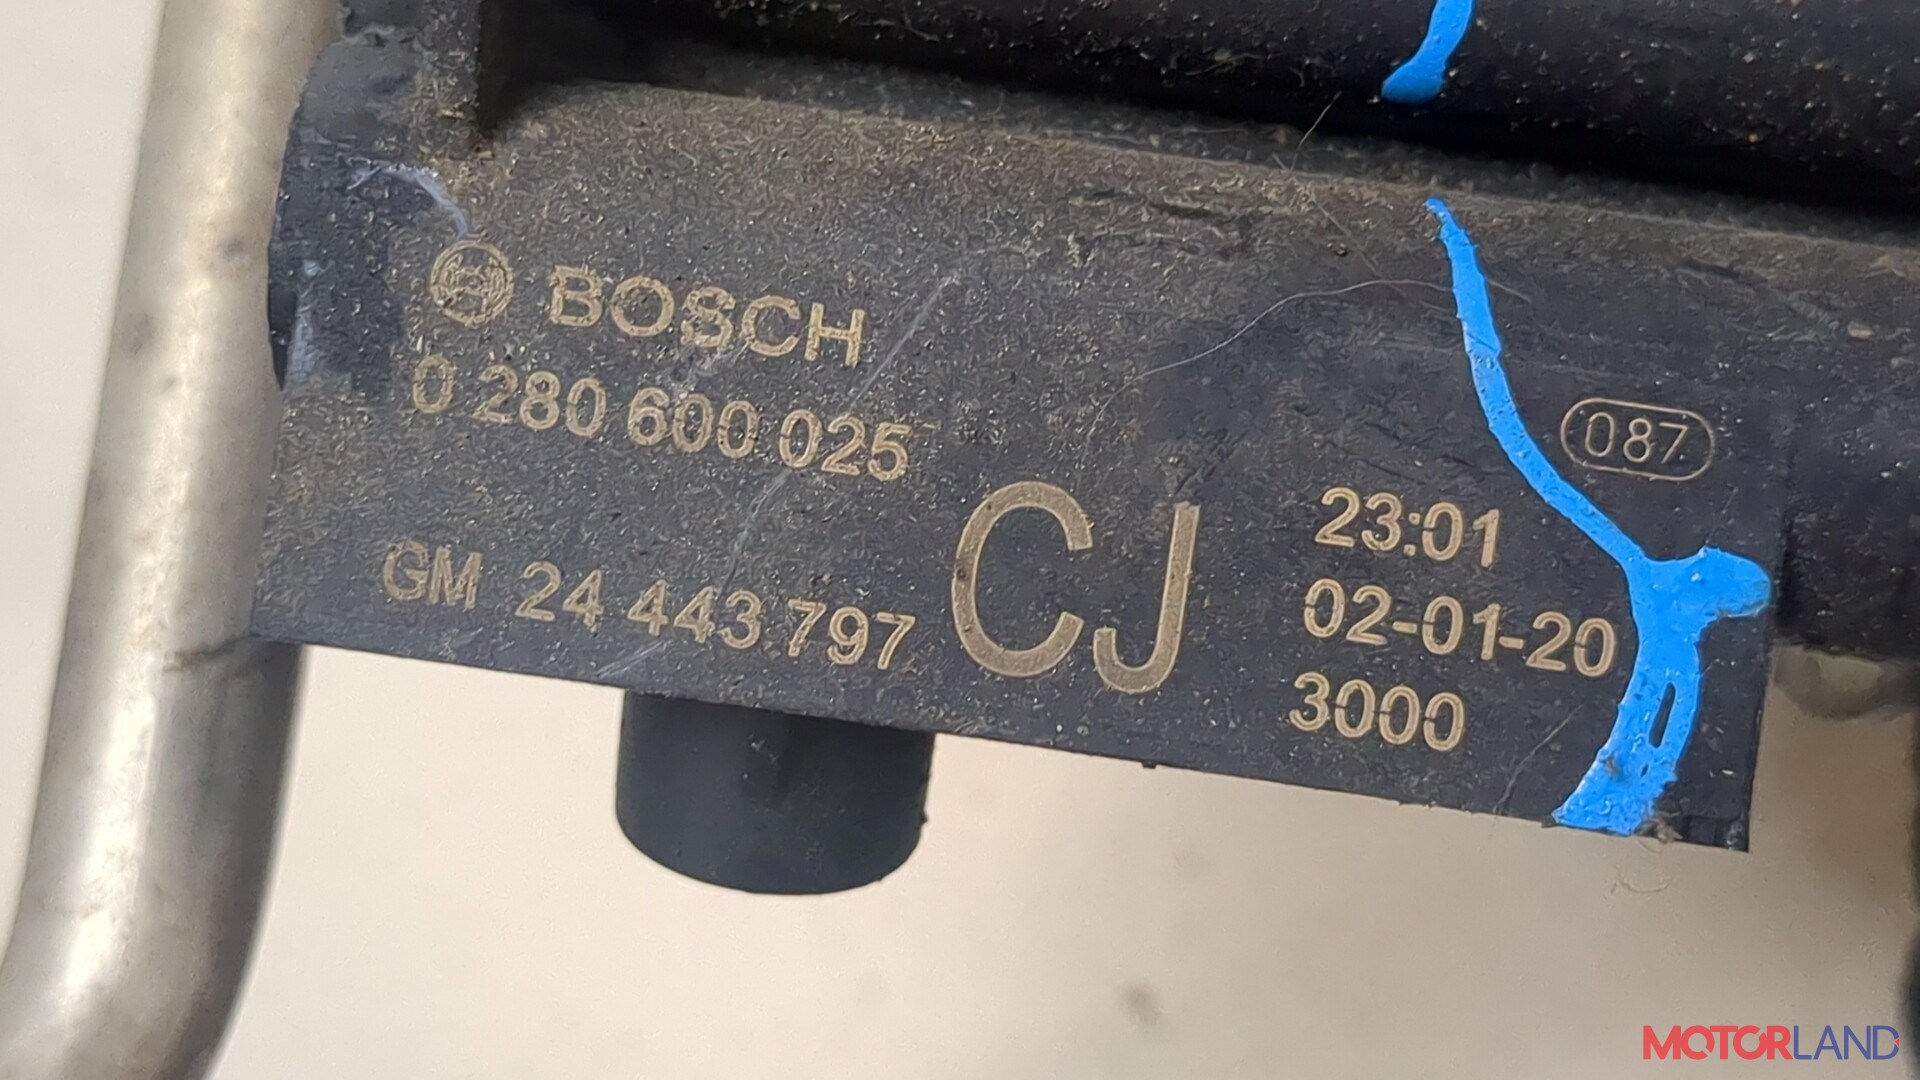 BOSCH
0 280 600 025
GM 24 443 797
CJ
087
23:01
02-01-20
3000
MOTORLAND